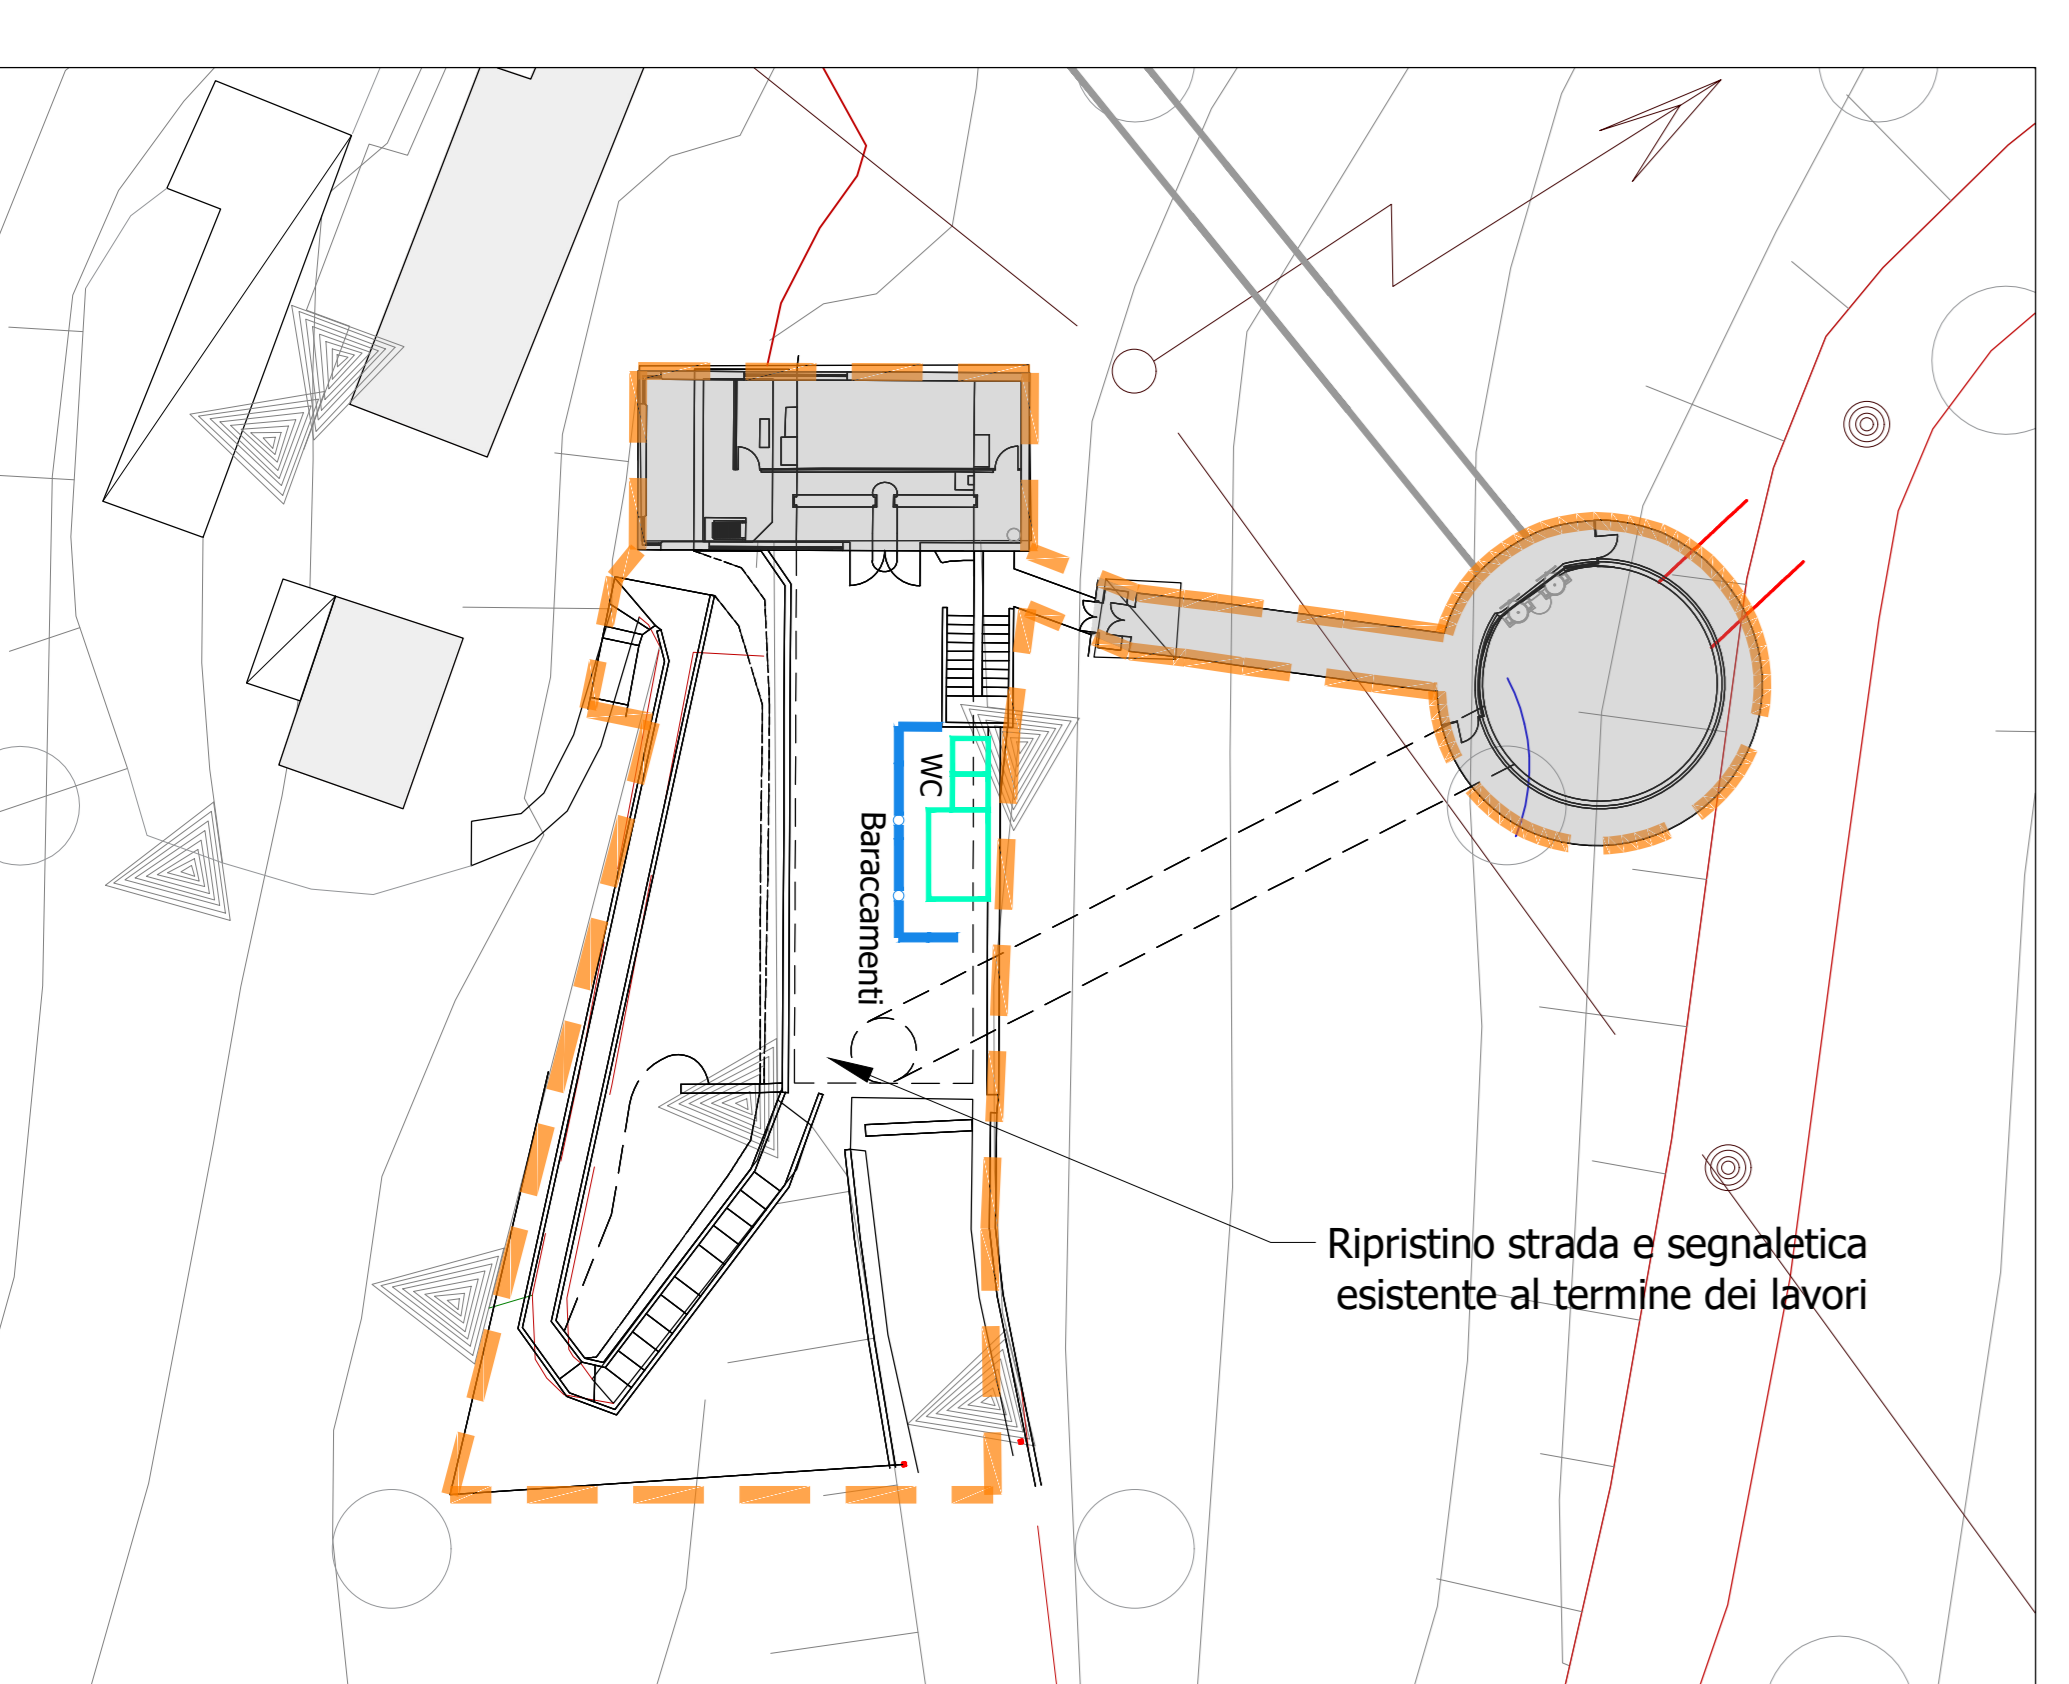 WC
Baraccamenti
Ripristino strada e segnaletica
esistente al termine dei lavori